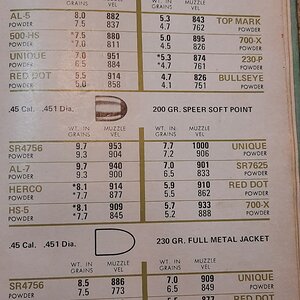 AL-5 8.0 882 5.3 843 TOP MARK
POWDER 7.5 837 4.7 762 POWDER
500-HS *7.5 880 5.0 895 700-X
POWDER *7.0 811 4.7 826 POWDER
UNIQUE 7.0 951 *5.3 874 230-P
POWDER 6.5 *4.7 761 POWDER
RED DOT 5.5 914 4.7 826 BULLSEYE
POWDER 5.0 858 4.2 751 POWDER
.45 Cal. .451 Dia. 200 GR. SPEER SOFT POINT
WT. IN GRAINS MUZZLE VEL WT. IN GRAINS MUZZLE VEL
SR4756 9.7 953 7.7 1000 UNIQUE
POWDER 9.3 904 7.2 906 POWDER
AL-7 9.7 940 7.0 901 SR7625
POWDER 9.3 900 6.5 833 POWDER
HERCO *8.1 914 5.9 910 RED DOT
POWDER *7.7 877 5.5 862 POWDER
HS-5 *8.1 909 5.7 933 700-X
POWDER *7.7 845 5.2 888 POWDER
.45 Cal. .451 Dia. 230 GR. FULL METAL JACKET
WT. IN GRAINS MUZZLE VEL WT. IN GRAINS MUZZLE VEL
SR4756 8.5 886 7.0 909 UNIQUE
POWDER 7.5 773 6.5 849 POWDER
RED DOT